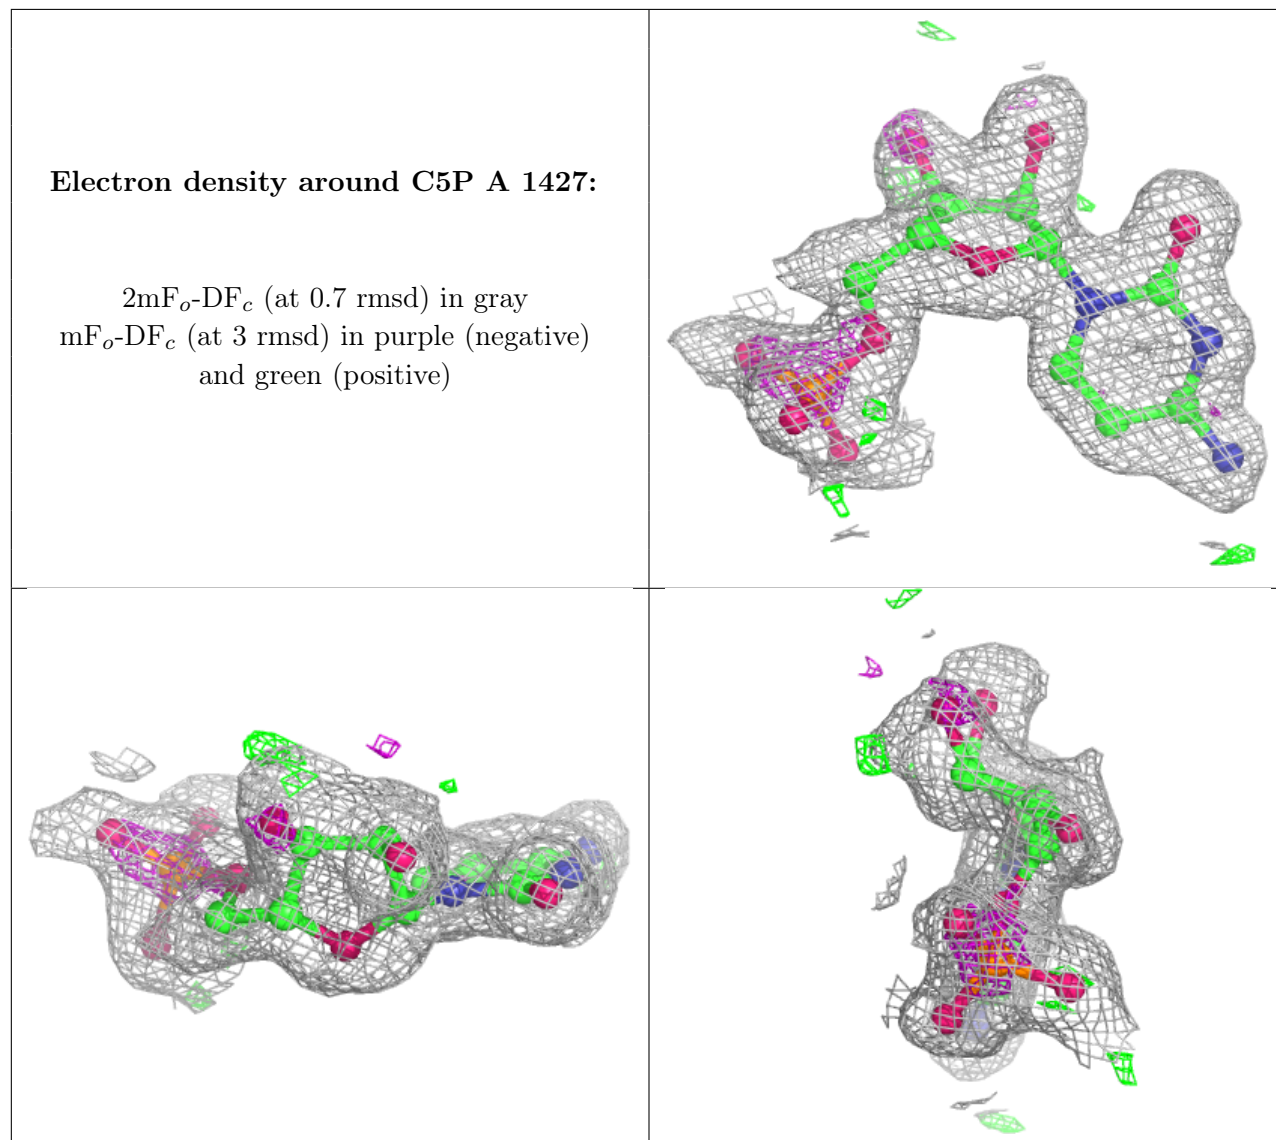 Electron density around C5P A 1427:
2mFo-DFc (at 0.7 rmsd) in gray
mFo-DFc (at 3 rmsd) in purple (negative)
and green (positive)